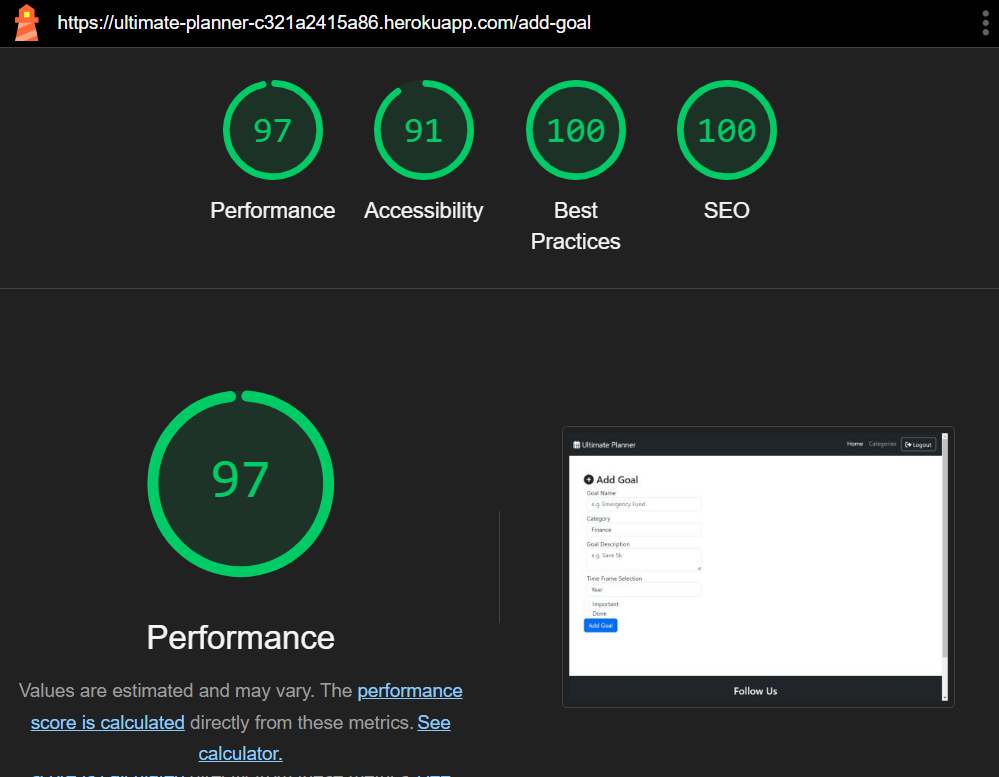 https://ultimate-planner-c321a2415a86.herokuapp.com/add-goal
97
91
100
100
Performance
Accessibility
Best
Practices
SEO
97
Performance
Values are estimated and may vary. The performance
score is calculated directly from these metrics. See
calculator.
Ultimate Planner
Home Categories Logout
Add Goal
Goal Name
e.g. Emergency Fund
Category
Finance
Goal Description
e.g. Save 5k
Time Frame Selection
Year
Important
Done
Add Goal
Follow Us